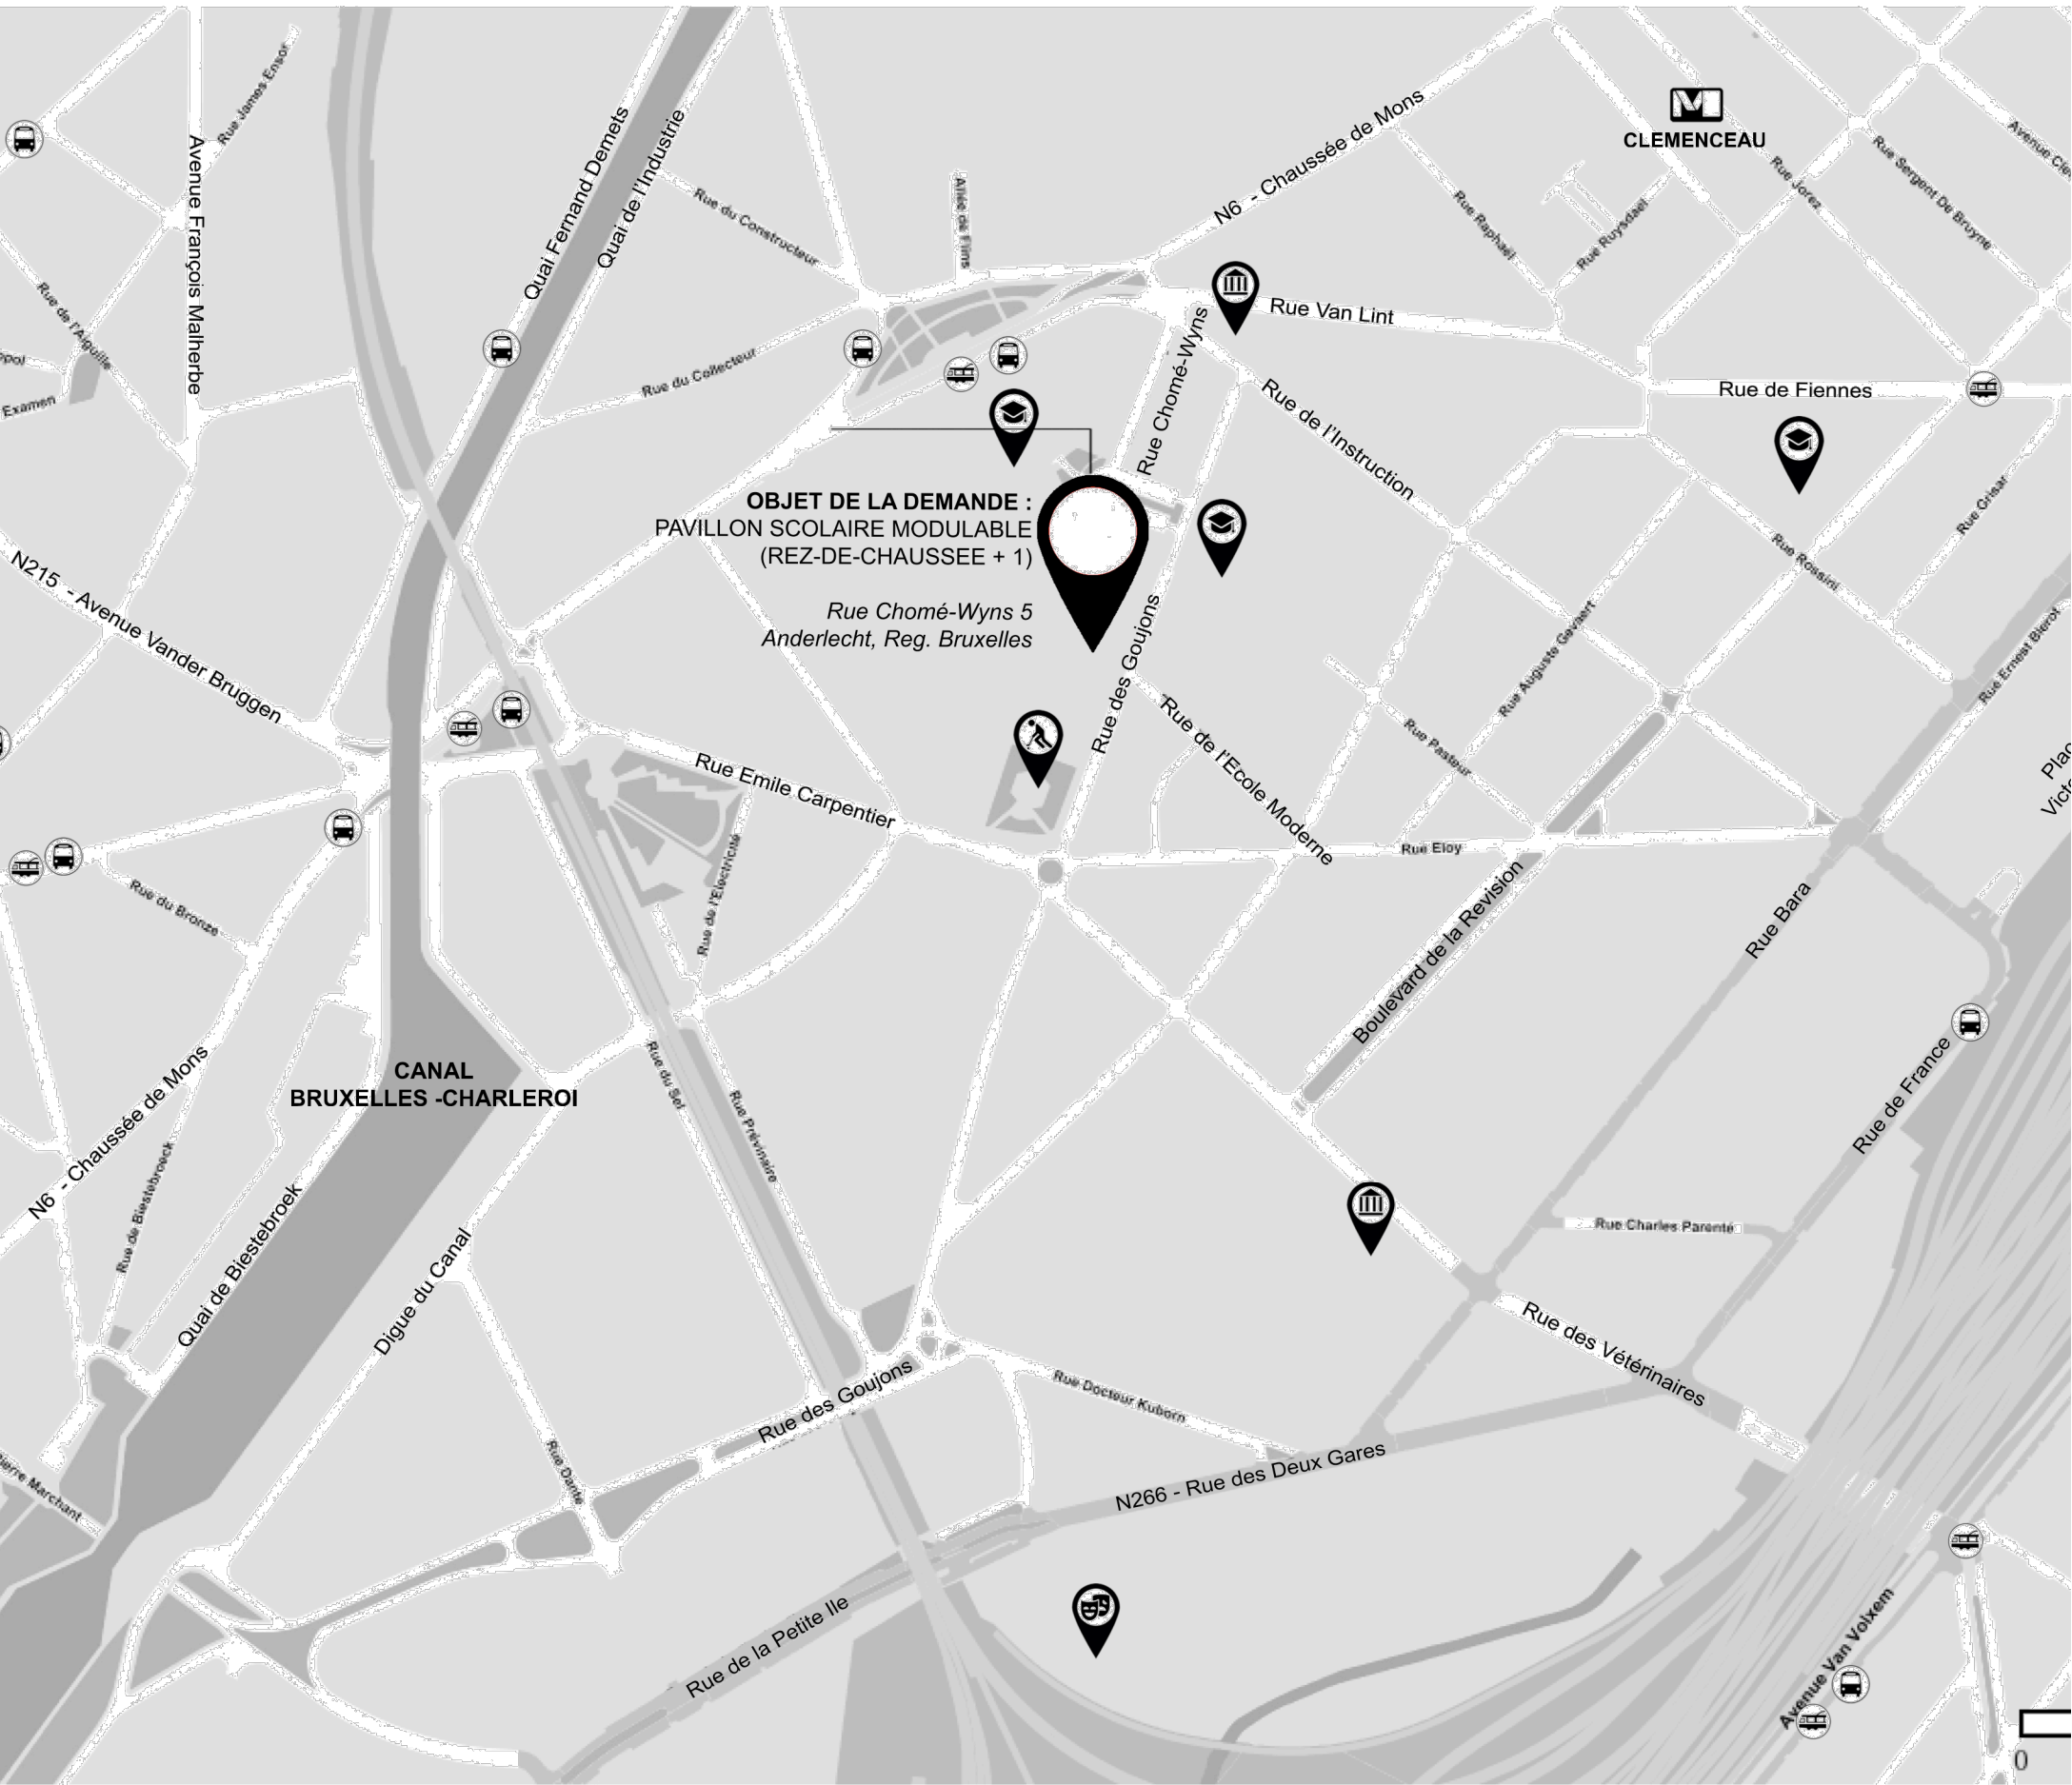 Rue James Ensor
Avenue François Malherbe
Quai Fernand Demets
Quai de l'Industrie
Rue du Constructeur
Allée de Flins
N6 - Chaussée de Mons
M
CLEMENCEAU
Rue Raphaël
Rue Ruysdael
Rue Jorez
Rue Sergent De Bruyne
Avenue Cle
Rue de l'Aiguille
ppol
Examen
Rue du Collecteur
Rue Chomé-Wyns
Rue Van Lint
Rue de l'Instruction
Rue de Fiennes
Rue Grisar
Rue Rossini
OBJET DE LA DEMANDE :
PAVILLON SCOLAIRE MODULABLE
(REZ-DE-CHAUSSEE + 1)
Rue Chomé-Wyns 5
Anderlecht, Reg. Bruxelles
N215 - Avenue Vander Bruggen
Rue des Goujons
Rue de l'Ecole Moderne
Rue Auguste Gevaert
Rue Pasteur
Rue Ernest Blerot
Plac
Victo
Rue Emile Carpentier
Rue de l'Electricité
Rue Eloy
Boulevard de la Revision
Rue Bara
Rue du Bronze
Rue de France
CANAL
BRUXELLES -CHARLEROI
N6 - Chaussée de Mons
Rue de Biestebroeck
Quai de Biestebroek
Digue du Canal
Rue du Sel
Rue Prévinaire
Rue Charles Parenté
Rue des Vétérinaires
Rue des Goujons
Rue Docteur Kuborn
N266 - Rue des Deux Gares
Rue Dante
ierre Marchant
Rue de la Petite Ile
Avenue Van Volxem
0